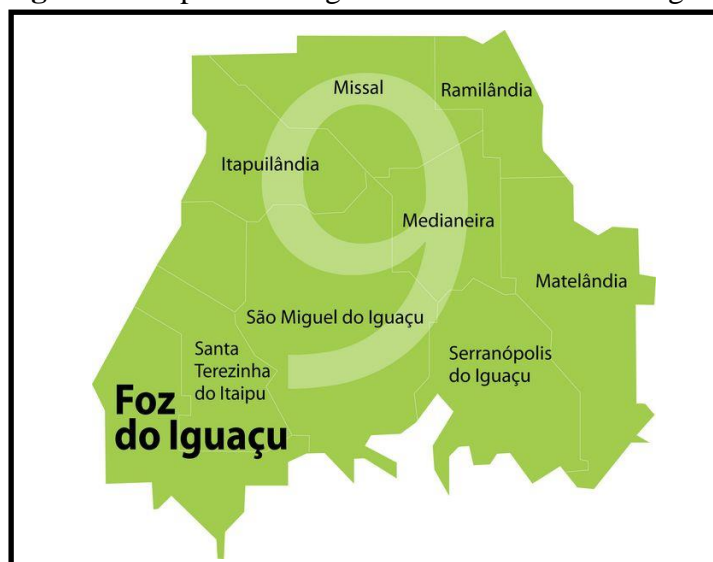 9
Missal
Ramilândia
Itapuilândia
Medianeira
Matelândia
São Miguel do Iguaçu
Santa
Terezinha
do Itaipu
Serranópolis
do Iguaçu
Foz
do Iguaçu